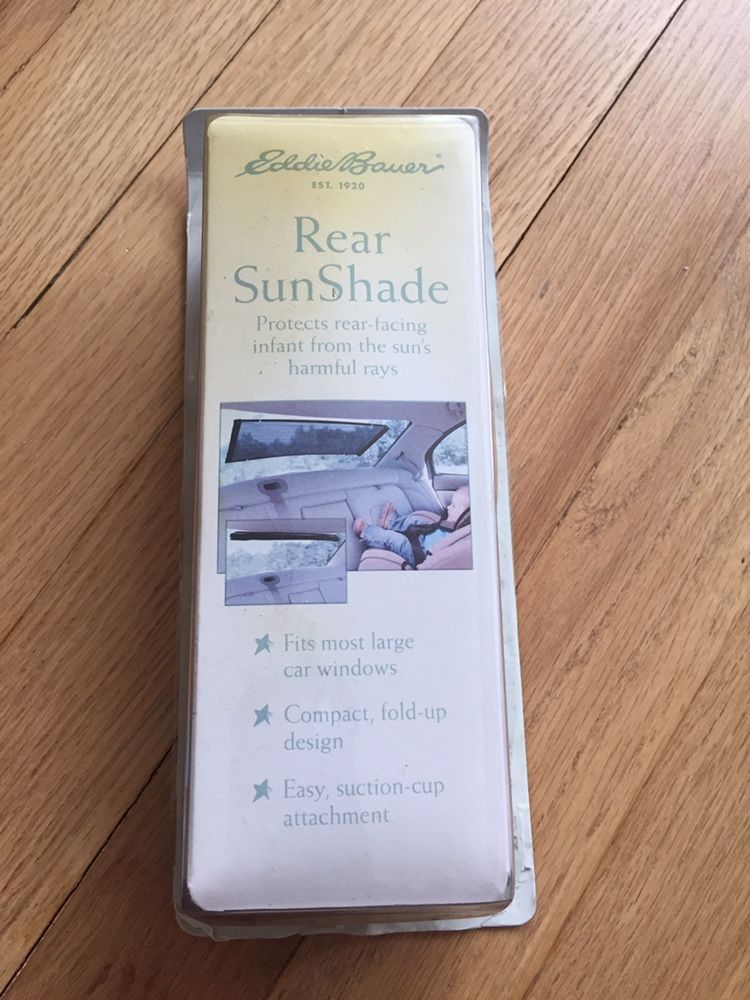 Eddie Bauer
EST. 1920
Rear
SunShade
Protects rear-facing
infant from the sun's
harmful rays
Fits most large
car windows
Compact, fold-up
design
Easy, suction-cup
attachment